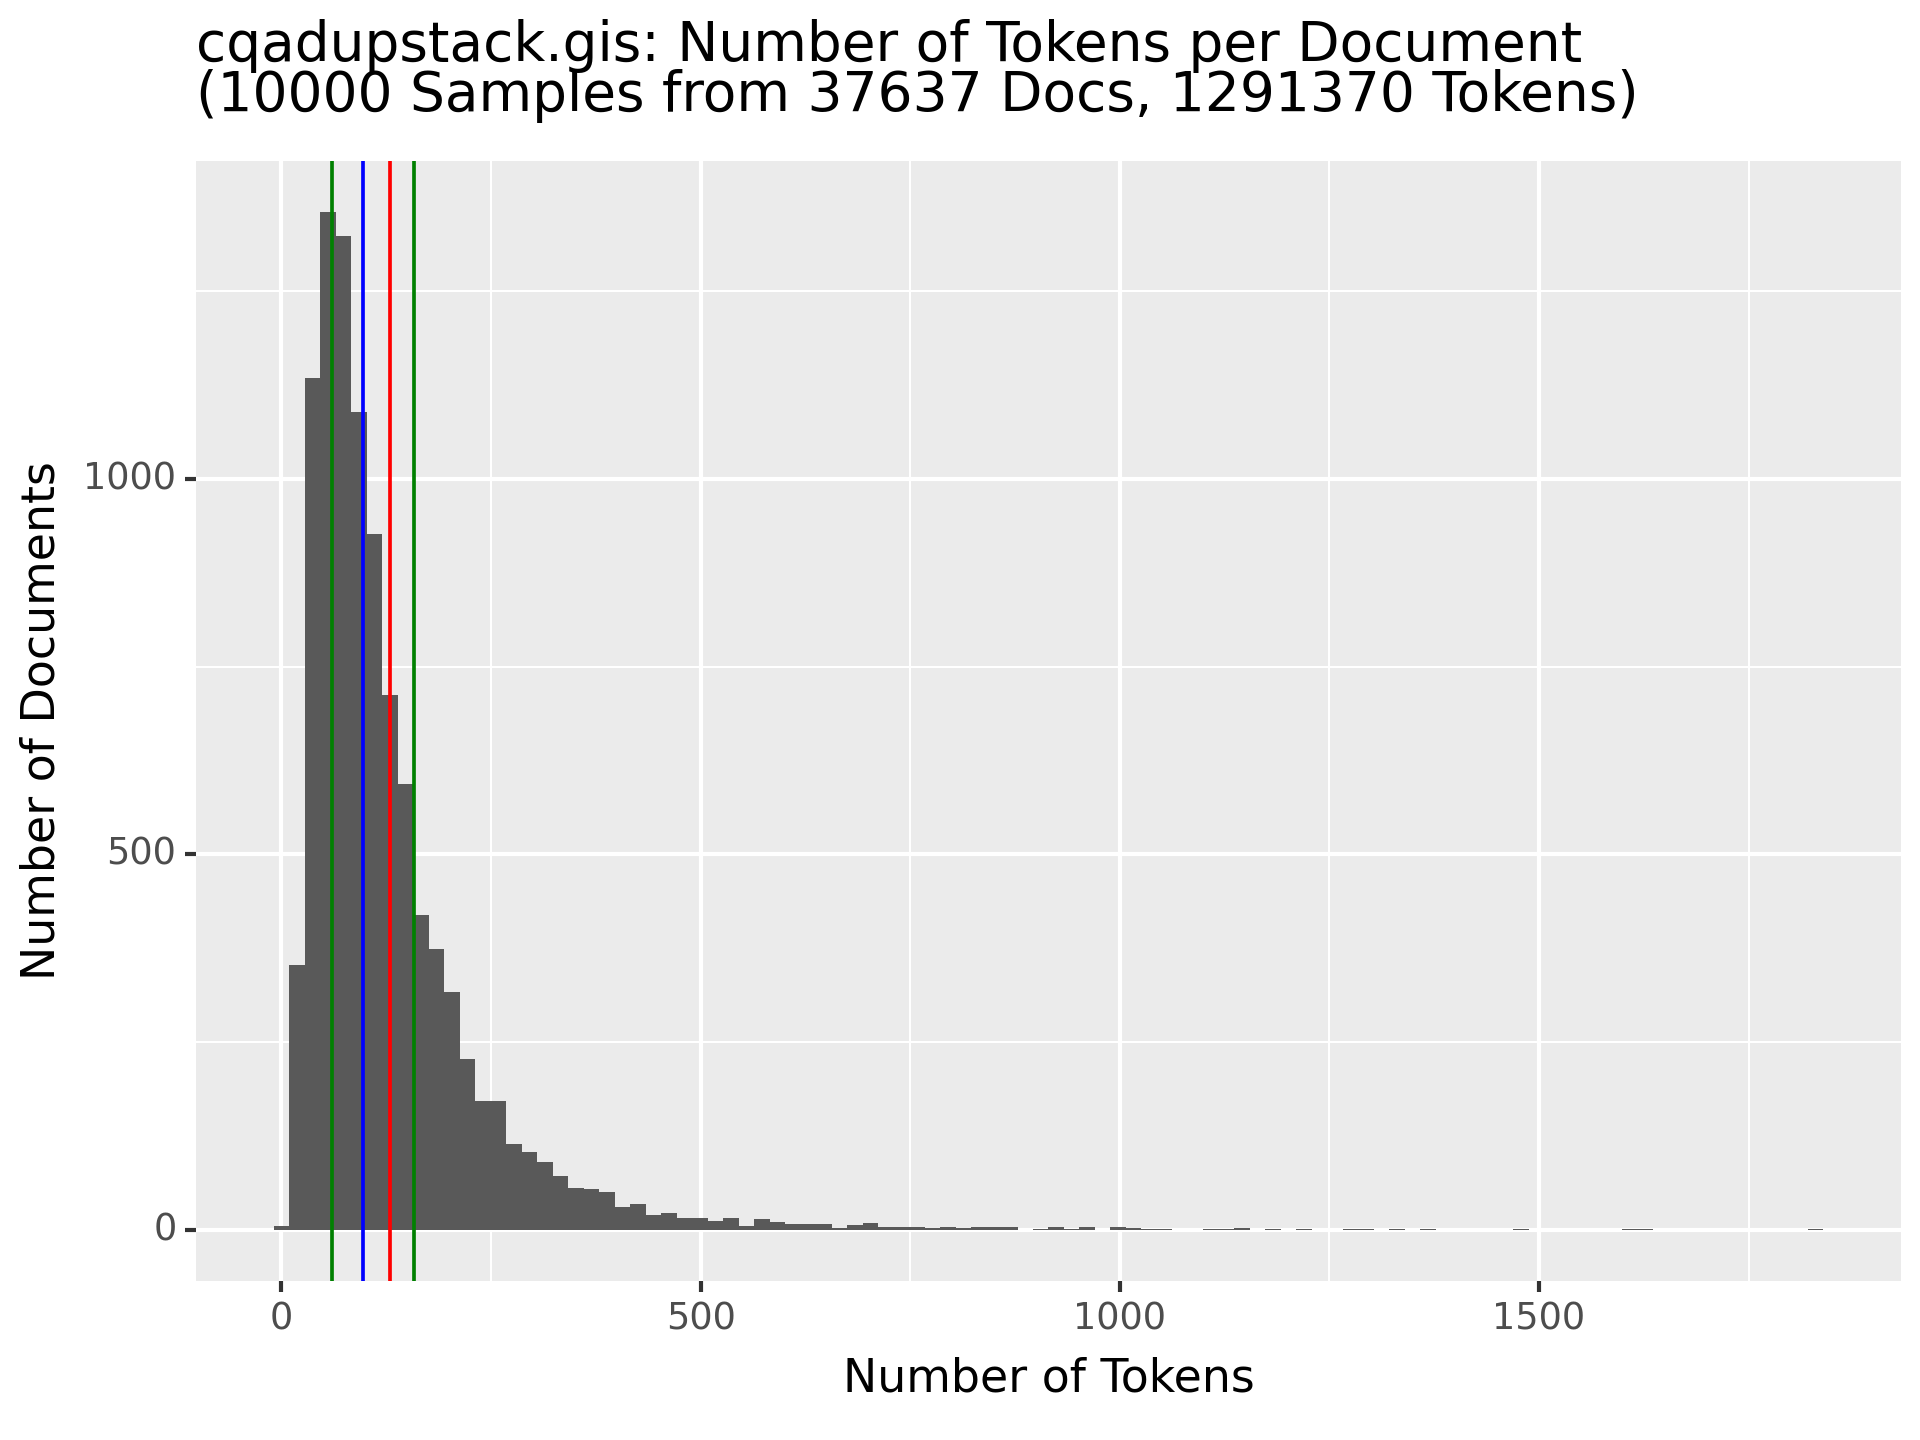 cqadupstack.gis: Number of Tokens per Document
(10000 Samples from 37637 Docs, 1291370 Tokens)
Number of Documents
1000
500
0
0
500
1000
1500
Number of Tokens